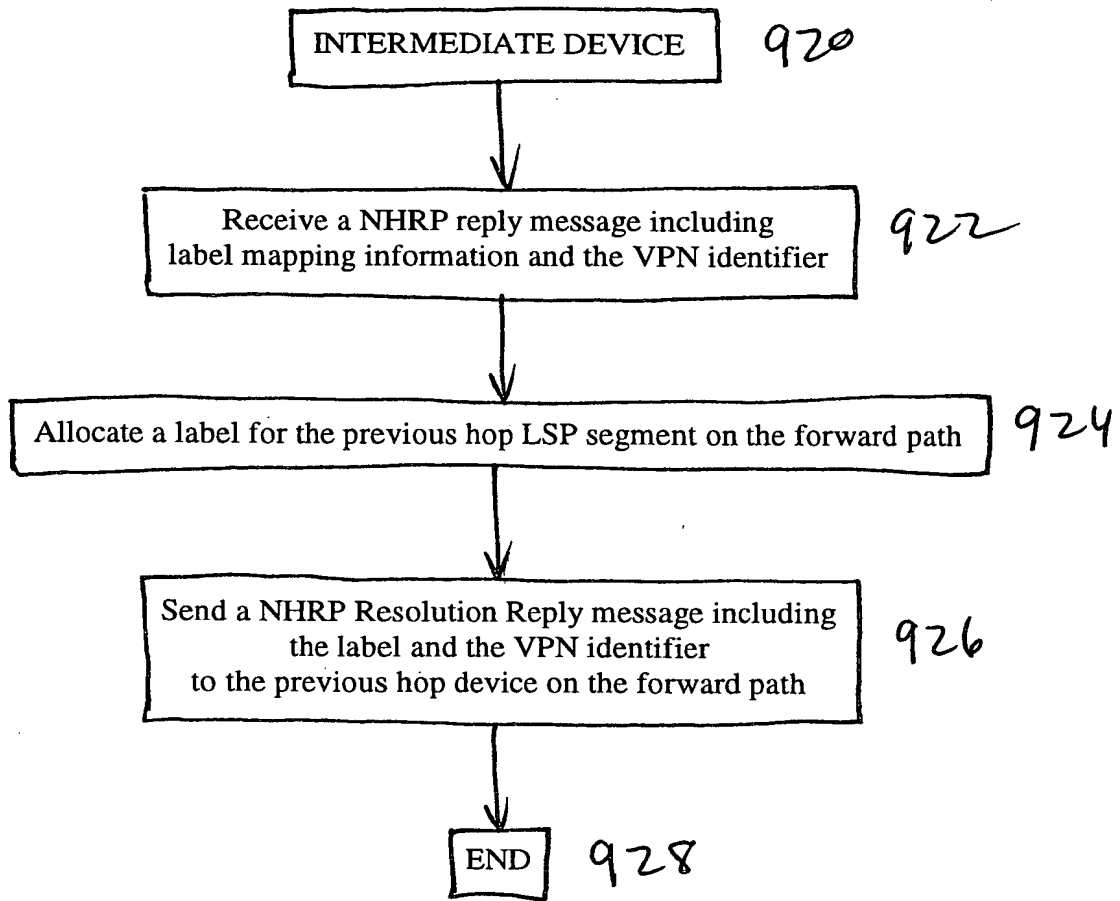 INTERMEDIATE DEVICE 920
Receive a NHRP reply message including
label mapping information and the VPN identifier 922
Allocate a label for the previous hop LSP segment on the forward path 924
Send a NHRP Resolution Reply message including
the label and the VPN identifier 926
to the previous hop device on the forward path
END 928